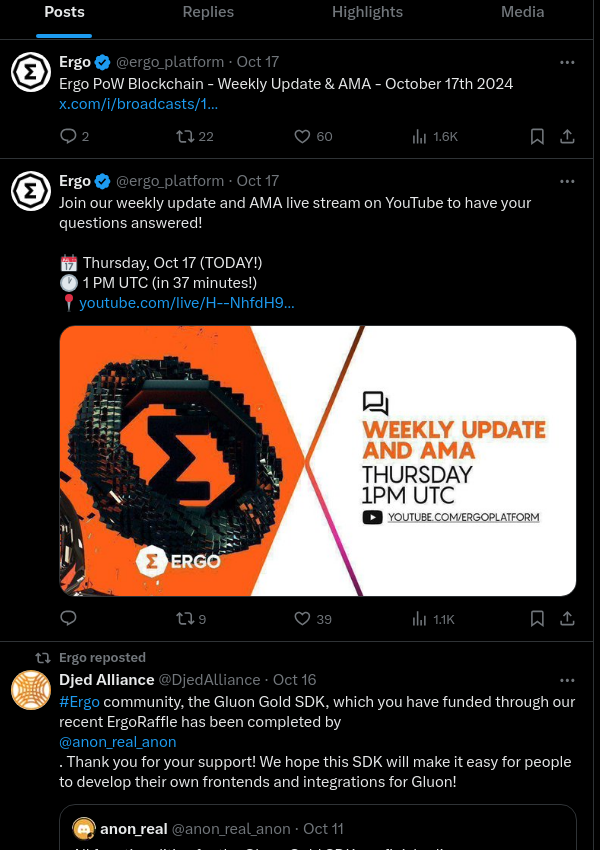 Posts Replies Highlights Media
Ergo @ergo_platform · Oct 17
Ergo PoW Blockchain - Weekly Update & AMA - October 17th 2024
x.com/i/broadcasts/1…
2 22 60 1.6K
Ergo @ergo_platform · Oct 17
Join our weekly update and AMA live stream on YouTube to have your
questions answered!
📅 Thursday, Oct 17 (TODAY!)
🕐 1 PM UTC (in 37 minutes!)
📍 youtube.com/live/H--NhfdH9…
WEEKLY UPDATE
AND AMA
THURSDAY
1PM UTC
YOUTUBE.COM/ERGOPLATFORM
Σ ERGO
9 39 1.1K
Ergo reposted
Djed Alliance @DjedAlliance · Oct 16
#Ergo community, the Gluon Gold SDK, which you have funded through our
recent ErgoRaffle has been completed by
@anon_real_anon
. Thank you for your support! We hope this SDK will make it easy for people
to develop their own frontends and integrations for Gluon!
anon_real @anon_real_anon · Oct 11